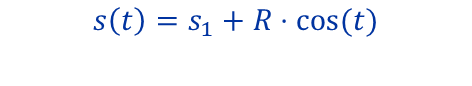 s(t) = s₁ + R · cos(t)